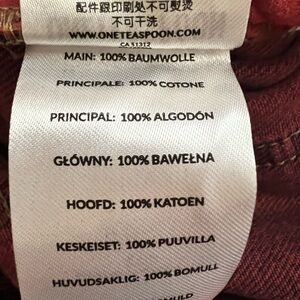 配件跟印刷处不可熨烫
不可干洗
WWW.ONETEASPOON.COM
CA 51312
MAIN: 100% BAUMWOLLE
PRINCIPALE: 100% COTONE
PRINCIPAL: 100% ALGODÓN
GŁÓWNY: 100% BAWEŁNA
HOOFD: 100% KATOEN
KESKEISET: 100% PUUVILLA
HUVUDSAKLIG: 100% BOMULL